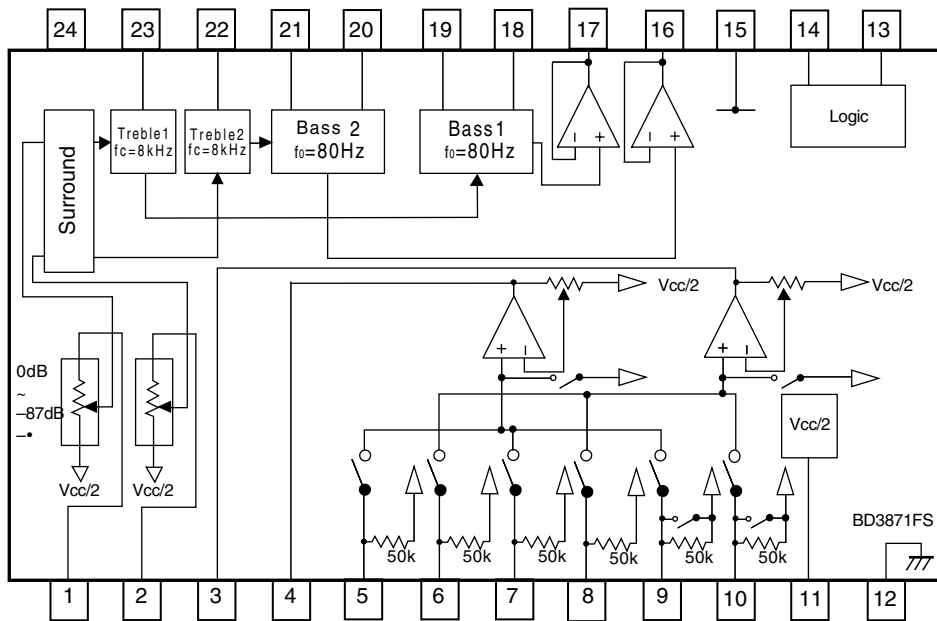 24 23 22 21 20 19 18 17 16 15 14 13
Surround
Treble1
fc=8kHz
Treble2
fc=8kHz
Bass 2
f0=80Hz
Bass1
f0=80Hz
– +
– +
Logic
Vcc/2
Vcc/2
+ –
+ –
0dB
~
–87dB
–•
Vcc/2
Vcc/2
Vcc/2
50k
50k
50k
50k
50k
50k
BD3871FS
1 2 3 4 5 6 7 8 9 10 11 12